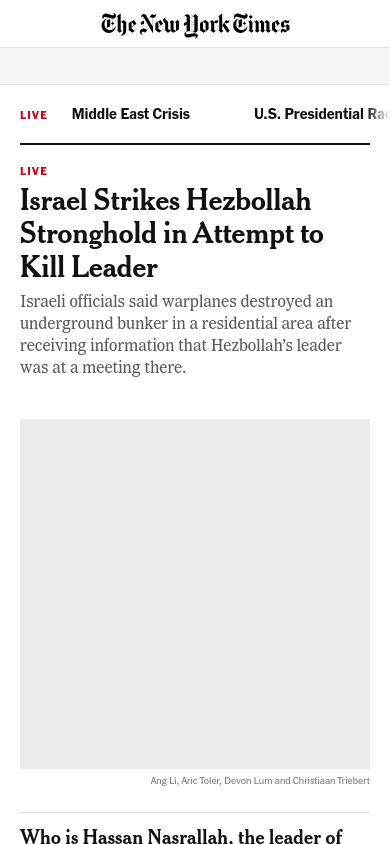 The New York Times
LIVE Middle East Crisis U.S. Presidential Rac
LIVE
Israel Strikes Hezbollah
Stronghold in Attempt to
Kill Leader
Israeli officials said warplanes destroyed an
underground bunker in a residential area after
receiving information that Hezbollah’s leader
was at a meeting there.
Ang Li, Aric Toler, Devon Lum and Christiaan Triebert
Who is Hassan Nasrallah, the leader of